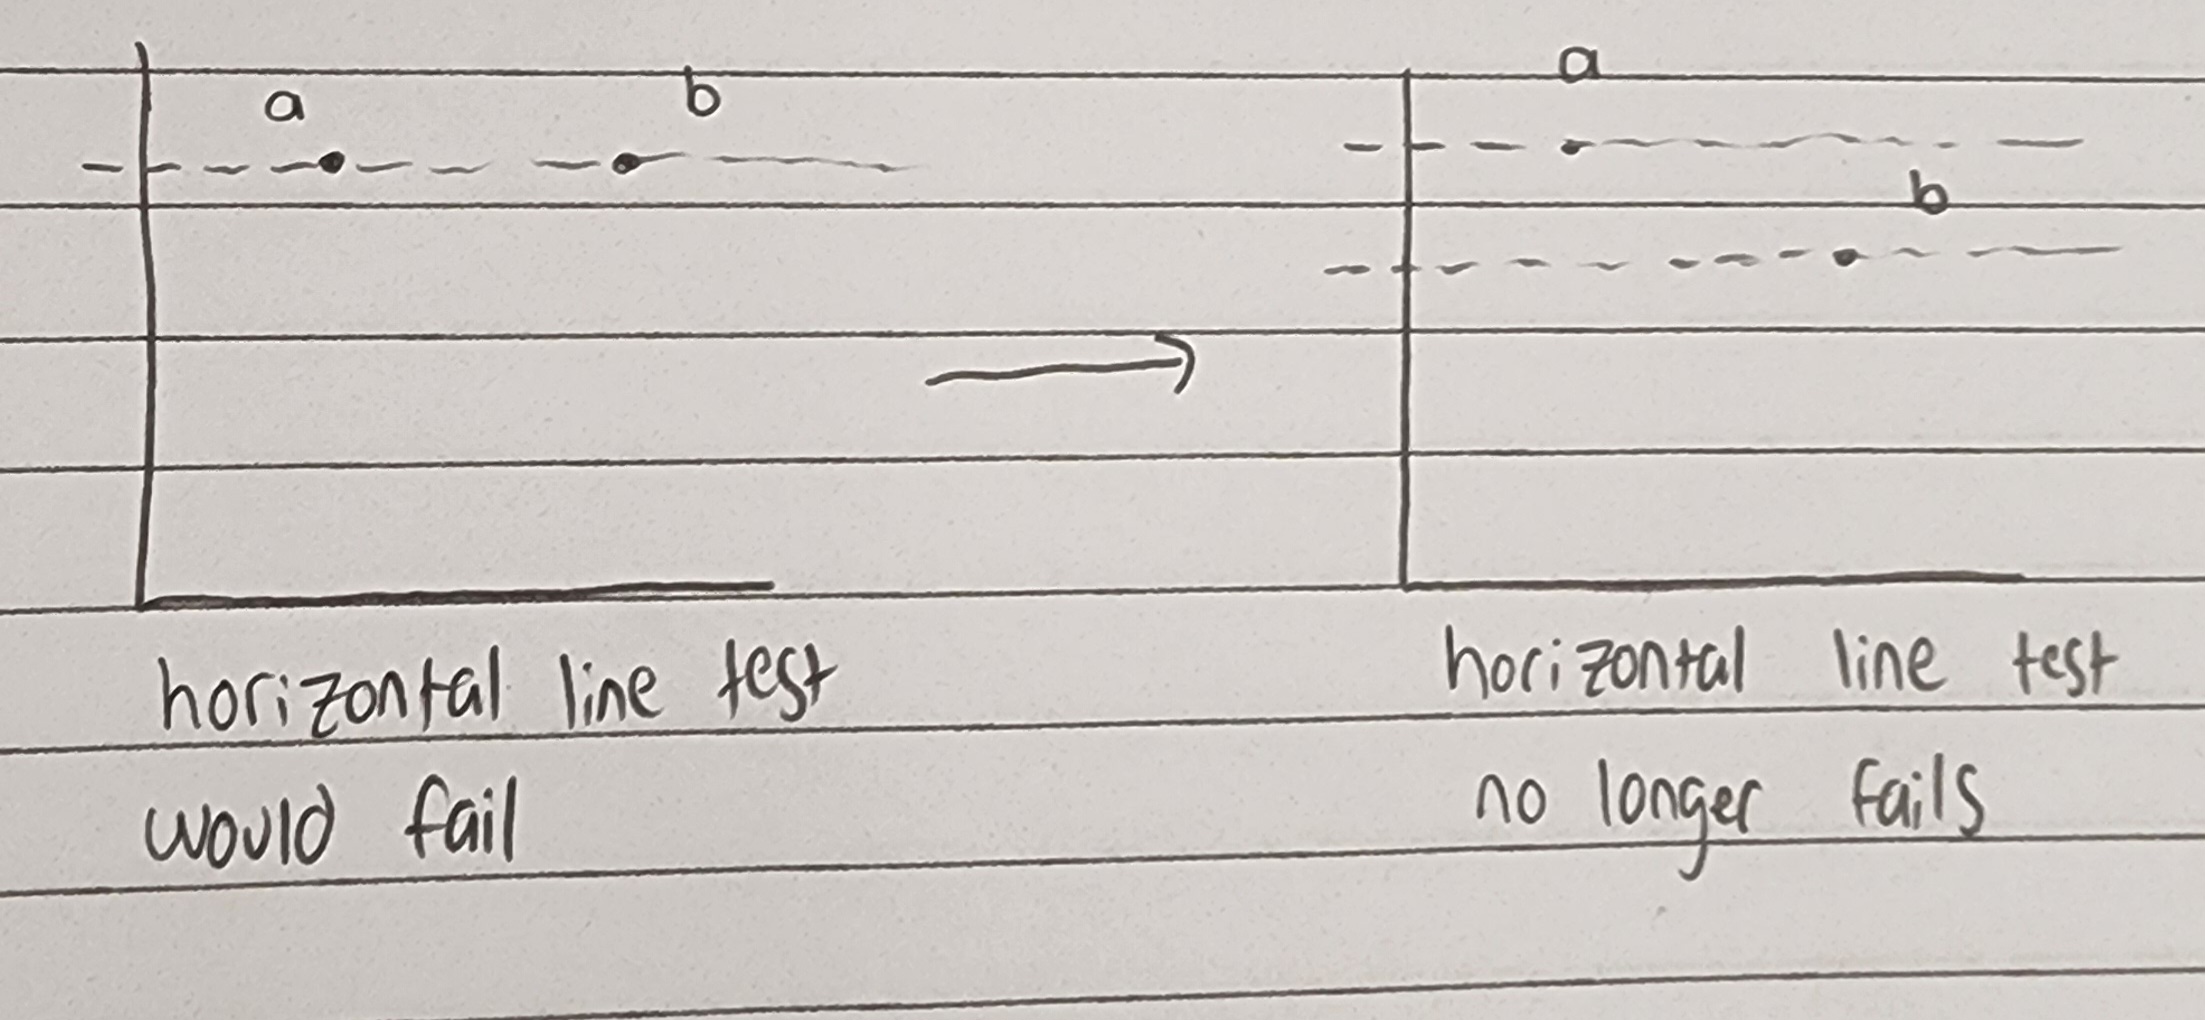 a
b
a
b
horizontal line test
would fail
horizontal line test
no longer fails